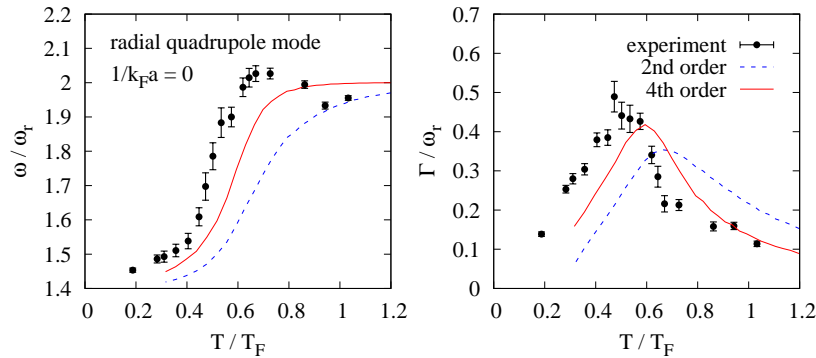 2.2
2.1
2
1.9
1.8
1.7
1.6
1.5
1.4
ω / ω_r
radial quadrupole mode
1/k_F a = 0
0 0.2 0.4 0.6 0.8 1 1.2
T / T_F
0.7
0.6
0.5
0.4
0.3
0.2
0.1
0
Γ / ω_r
experiment
2nd order
4th order
0 0.2 0.4 0.6 0.8 1 1.2
T / T_F